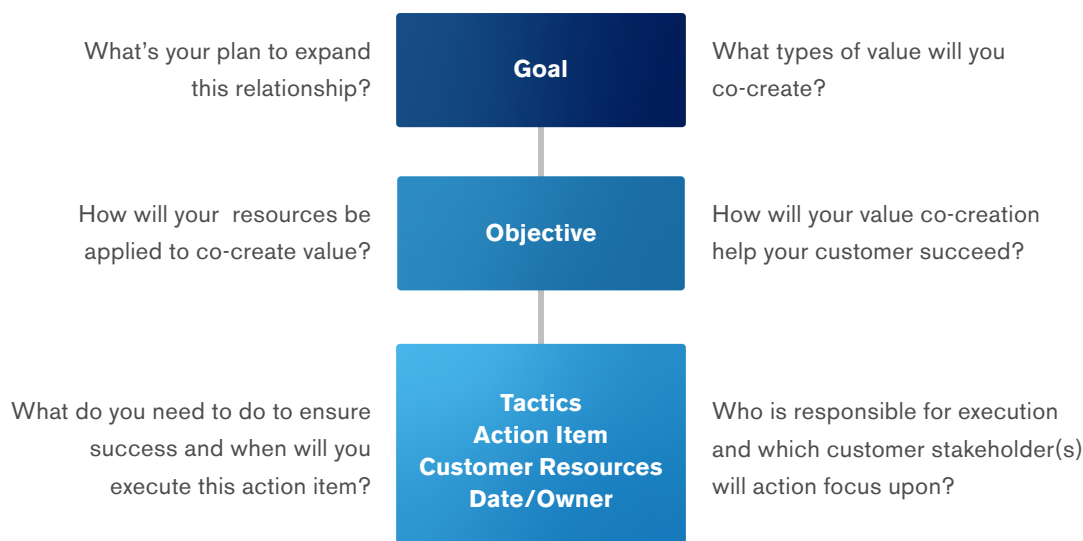 What’s your plan to expand
this relationship?
Goal
What types of value will you
co-create?
How will your  resources be
applied to co-create value?
Objective
How will your value co-creation
help your customer succeed?
What do you need to do to ensure
success and when will you
execute this action item?
Tactics
Action Item
Customer Resources
Date/Owner
Who is responsible for execution
and which customer stakeholder(s)
will action focus upon?